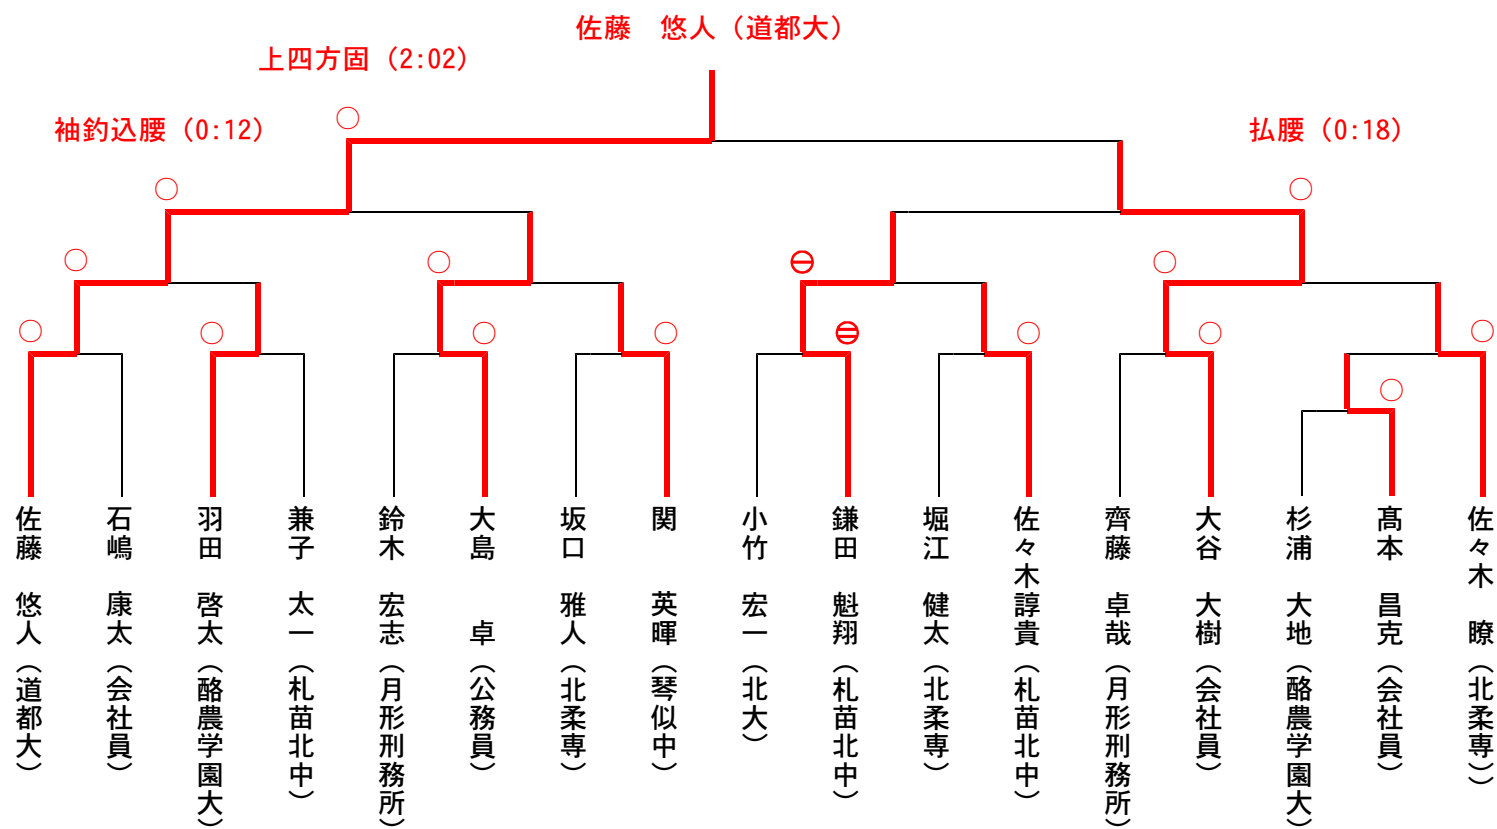 佐藤　悠人（道都大）
上四方固（2:02）
袖釣込腰（0:12）
払腰（0:18）
佐藤　悠人（道都大）
石嶋　康太（会社員）
羽田　啓太（酪農学園大）
兼子　太一（札苗北中）
鈴木　宏志（月形刑務所）
大島　　卓（公務員）
坂口　雅人（北柔専）
関　　英暉（琴似中）
小竹　宏一（北大）
鎌田　魁翔（札苗北中）
堀江　健太（北柔専）
佐々木諄貴（札苗北中）
齊藤　卓哉（月形刑務所）
大谷　大樹（会社員）
杉浦　大地（酪農学園大）
髙本　昌克（会社員）
佐々木　瞭（北柔専））